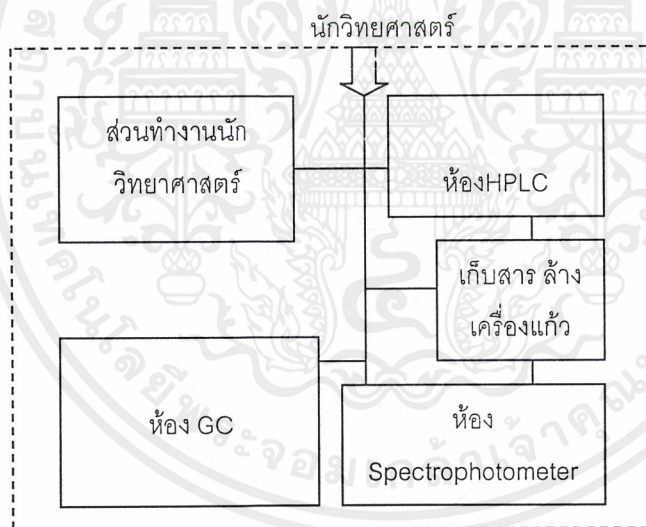 นักวิทยศาสตร์
ส่วนทำงานนัก
วิทยาศาสตร์
ห้องHPLC
เก็บสาร ล้าง
เครื่องแก้ว
ห้อง GC
ห้อง
Spectrophotometer